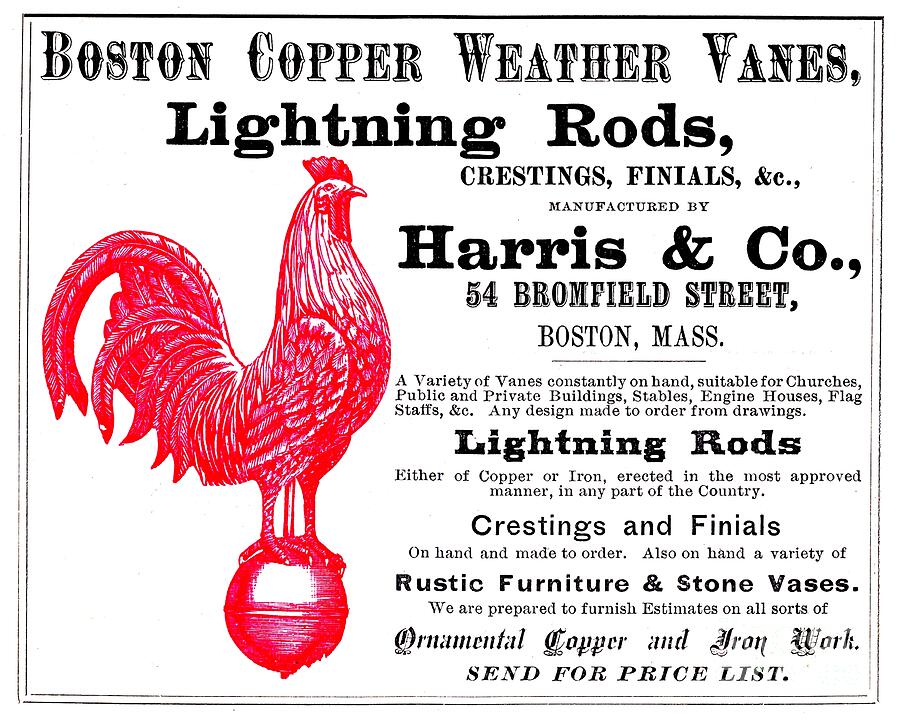 Boston Copper Weather Vanes,
Lightning Rods,
CRESTINGS, FINIALS, &c.,
MANUFACTURED BY
Harris & Co.,
54 BROMFIELD STREET,
BOSTON, MASS.
A Variety of Vanes constantly on hand, suitable for Churches,
Public and Private Buildings, Stables, Engine Houses, Flag
Staffs, &c. Any design made to order from drawings.
Lightning Rods
Either of Copper or Iron, erected in the most approved
manner, in any part of the Country.
Crestings and Finials
On hand and made to order. Also on hand a variety of
Rustic Furniture & Stone Vases.
We are prepared to furnish Estimates on all sorts of
Ornamental Copper and Iron Work.
SEND FOR PRICE LIST.